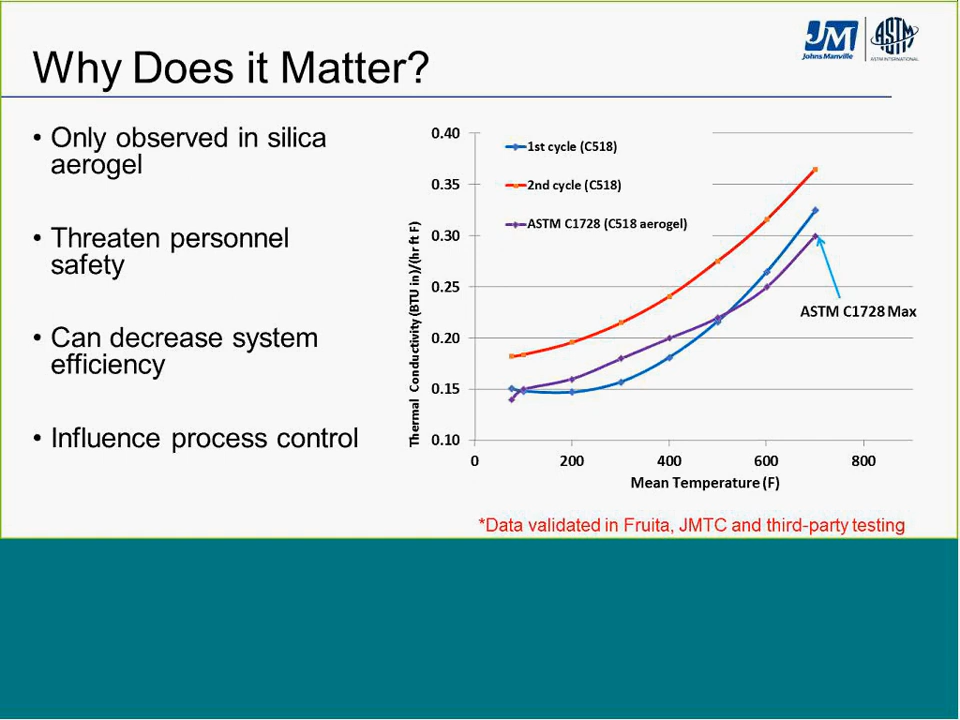 Why Does it Matter?
JM
Johns Manville
ASTM
ASTM INTERNATIONAL
• Only observed in silica
aerogel
• Threaten personnel
safety
• Can decrease system
efficiency
• Influence process control
Thermal Conductivity (BTU in)/(hr ft F)
0.40
0.35
0.30
0.25
0.20
0.15
0.10
1st cycle (C518)
2nd cycle (C518)
ASTM C1728 (C518 aerogel)
ASTM C1728 Max
0 200 400 600 800
Mean Temperature (F)
*Data validated in Fruita, JMTC and third-party testing